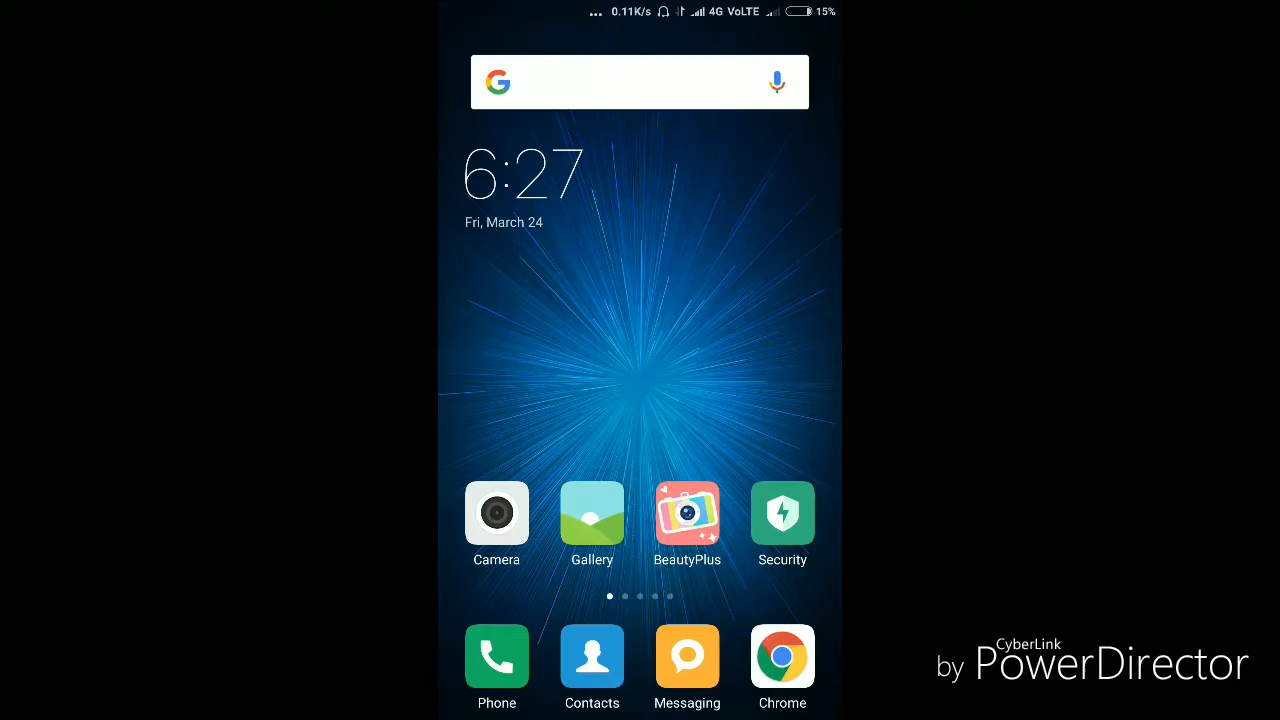 ... 0.11K/s 4G VoLTE 15%
G
6:27
Fri, March 24
Camera Gallery BeautyPlus Security
Phone Contacts Messaging Chrome
CyberLink
by PowerDirector